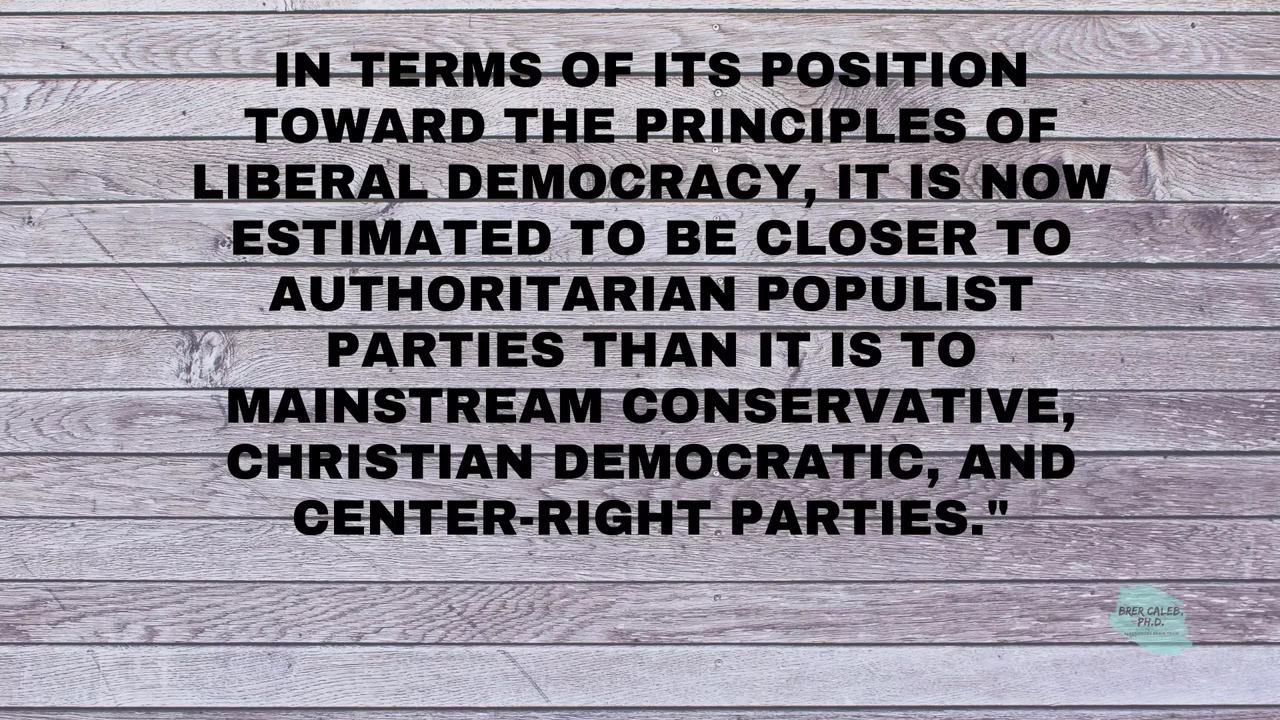 IN TERMS OF ITS POSITION
TOWARD THE PRINCIPLES OF
LIBERAL DEMOCRACY, IT IS NOW
ESTIMATED TO BE CLOSER TO
AUTHORITARIAN POPULIST
PARTIES THAN IT IS TO
MAINSTREAM CONSERVATIVE,
CHRISTIAN DEMOCRATIC, AND
CENTER-RIGHT PARTIES."
BRER CALEB,
PH.D.